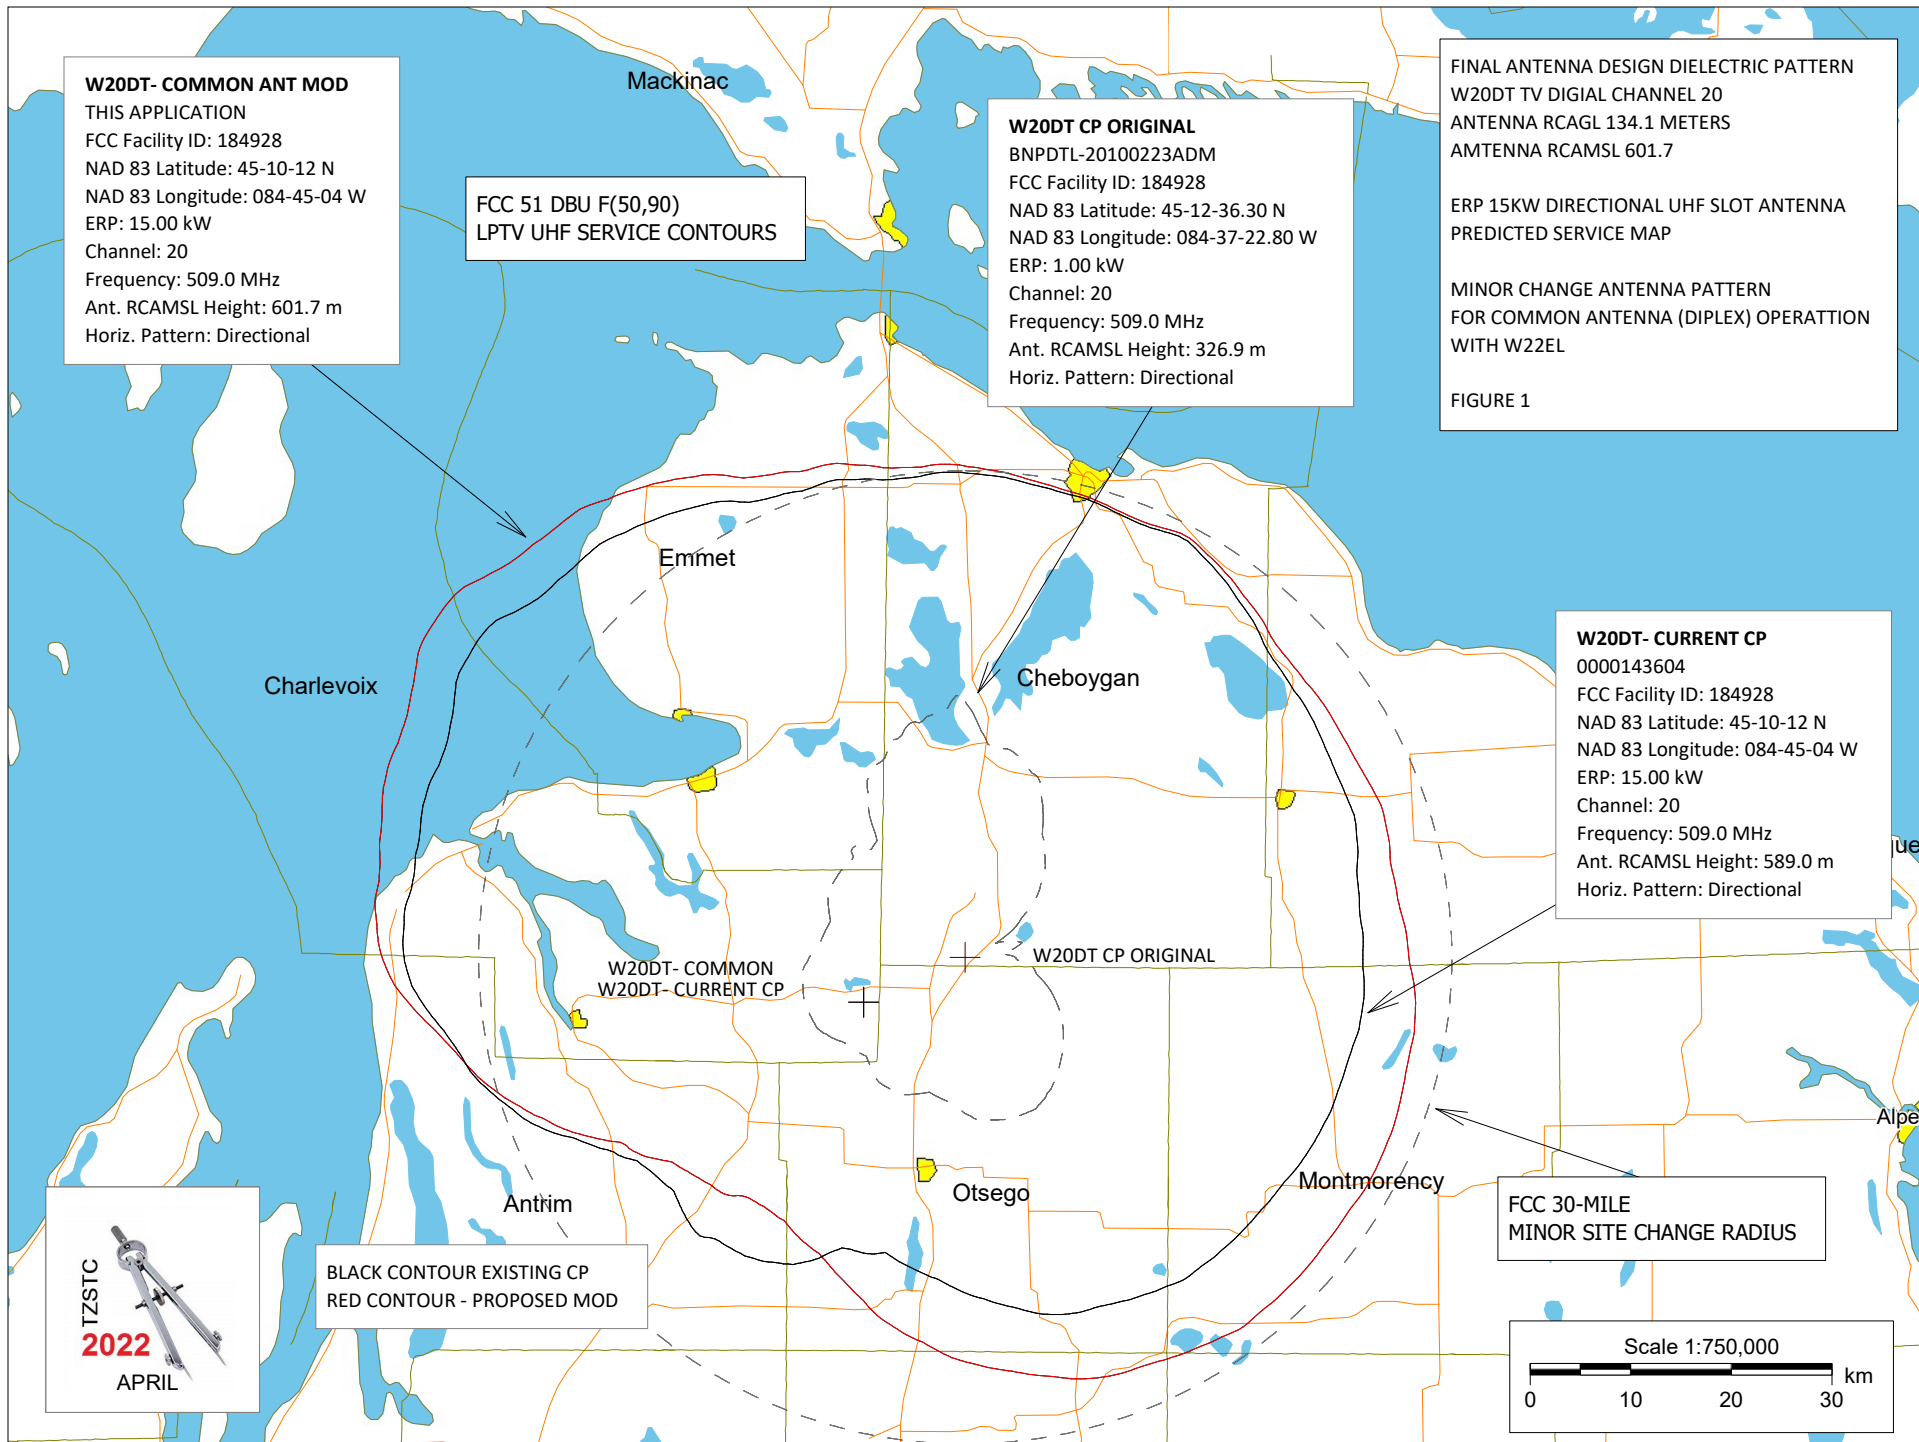 W20DT- COMMON ANT MOD
THIS APPLICATION
FCC Facility ID: 184928
NAD 83 Latitude: 45-10-12 N
NAD 83 Longitude: 084-45-04 W
ERP: 15.00 kW
Channel: 20
Frequency: 509.0 MHz
Ant. RCAMSL Height: 601.7 m
Horiz. Pattern: Directional
Mackinac
FCC 51 DBU F(50,90)
LPTV UHF SERVICE CONTOURS
W20DT CP ORIGINAL
BNPDTL-20100223ADM
FCC Facility ID: 184928
NAD 83 Latitude: 45-12-36.30 N
NAD 83 Longitude: 084-37-22.80 W
ERP: 1.00 kW
Channel: 20
Frequency: 509.0 MHz
Ant. RCAMSL Height: 326.9 m
Horiz. Pattern: Directional
FINAL ANTENNA DESIGN DIELECTRIC PATTERN
W20DT TV DIGIAL CHANNEL 20
ANTENNA RCAGL 134.1 METERS
AMTENNA RCAMSL 601.7
ERP 15KW DIRECTIONAL UHF SLOT ANTENNA
PREDICTED SERVICE MAP
MINOR CHANGE ANTENNA PATTERN
FOR COMMON ANTENNA (DIPLEX) OPERATTION
WITH W22EL
FIGURE 1
Emmet
Charlevoix
Cheboygan
W20DT- CURRENT CP
0000143604
FCC Facility ID: 184928
NAD 83 Latitude: 45-10-12 N
NAD 83 Longitude: 084-45-04 W
ERP: 15.00 kW
Channel: 20
Frequency: 509.0 MHz
Ant. RCAMSL Height: 589.0 m
Horiz. Pattern: Directional
que
W20DT CP ORIGINAL
W20DT- COMMON
W20DT- CURRENT CP
Alpe
Antrim
Otsego
Montmorency
FCC 30-MILE
MINOR SITE CHANGE RADIUS
BLACK CONTOUR EXISTING CP
RED CONTOUR - PROPOSED MOD
TZSTC
2022
APRIL
Scale 1:750,000
km
0 10 20 30